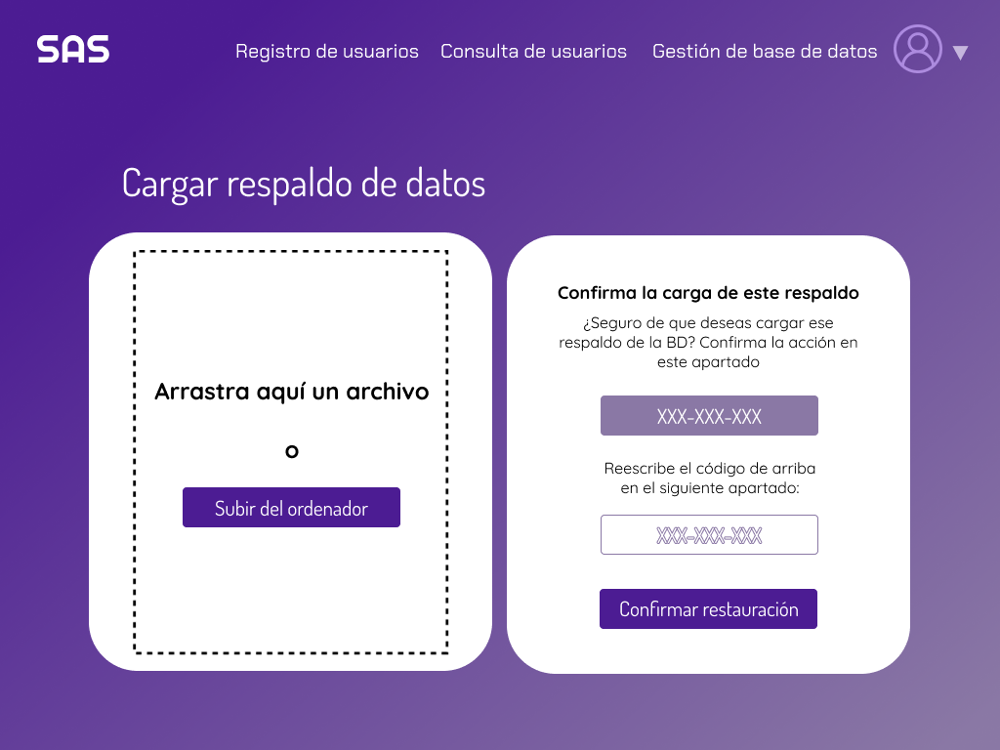 SAS
Registro de usuarios
Consulta de usuarios
Gestión de base de datos
Cargar respaldo de datos
Arrastra aquí un archivo
o
Subir del ordenador
Confirma la carga de este respaldo
¿Seguro de que deseas cargar ese
respaldo de la BD? Confirma la acción en
este apartado
XXX-XXX-XXX
Reescribe el código de arriba
en el siguiente apartado:
XXX-XXX-XXX
Confirmar restauración